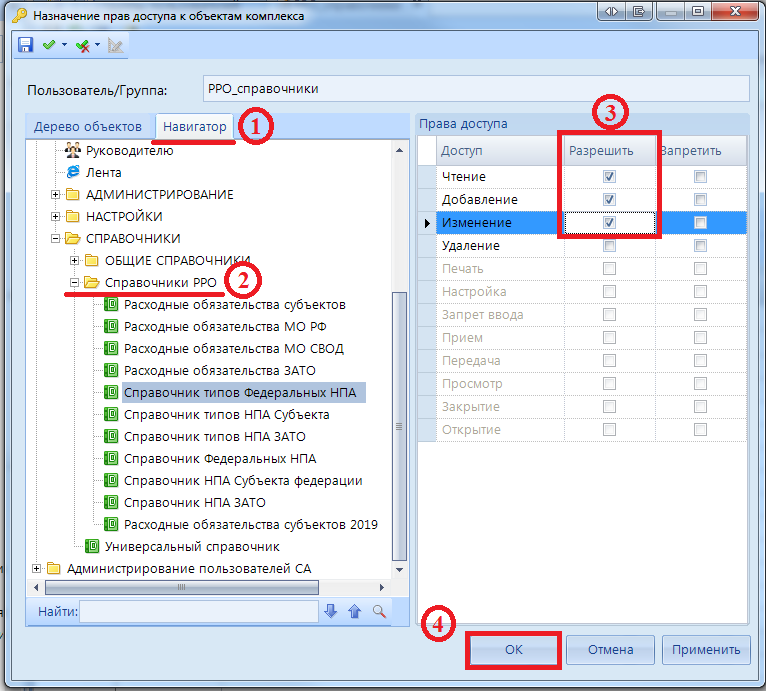 Назначение прав доступа к объектам комплекса
Пользователь/Группа: РРО_справочники
Дерево объектов Навигатор 1
Руководителю
Лента
АДМИНИСТРИРОВАНИЕ
НАСТРОЙКИ
СПРАВОЧНИКИ
ОБЩИЕ СПРАВОЧНИКИ
Справочники РРО 2
Расходные обязательства субъектов
Расходные обязательства МО РФ
Расходные обязательства МО СВОД
Расходные обязательства ЗАТО
Справочник типов Федеральных НПА
Справочник типов НПА Субъекта
Справочник типов НПА ЗАТО
Справочник Федеральных НПА
Справочник НПА Субъекта федерации
Справочник НПА ЗАТО
Расходные обязательства субъектов 2019
Универсальный справочник
Администрирование пользователей СА
Найти:
Права доступа 3
Доступ Разрешить Запретить
Чтение
Добавление
Изменение
Удаление
Печать
Настройка
Запрет ввода
Прием
Передача
Просмотр
Закрытие
Открытие
4
ОК Отмена Применить